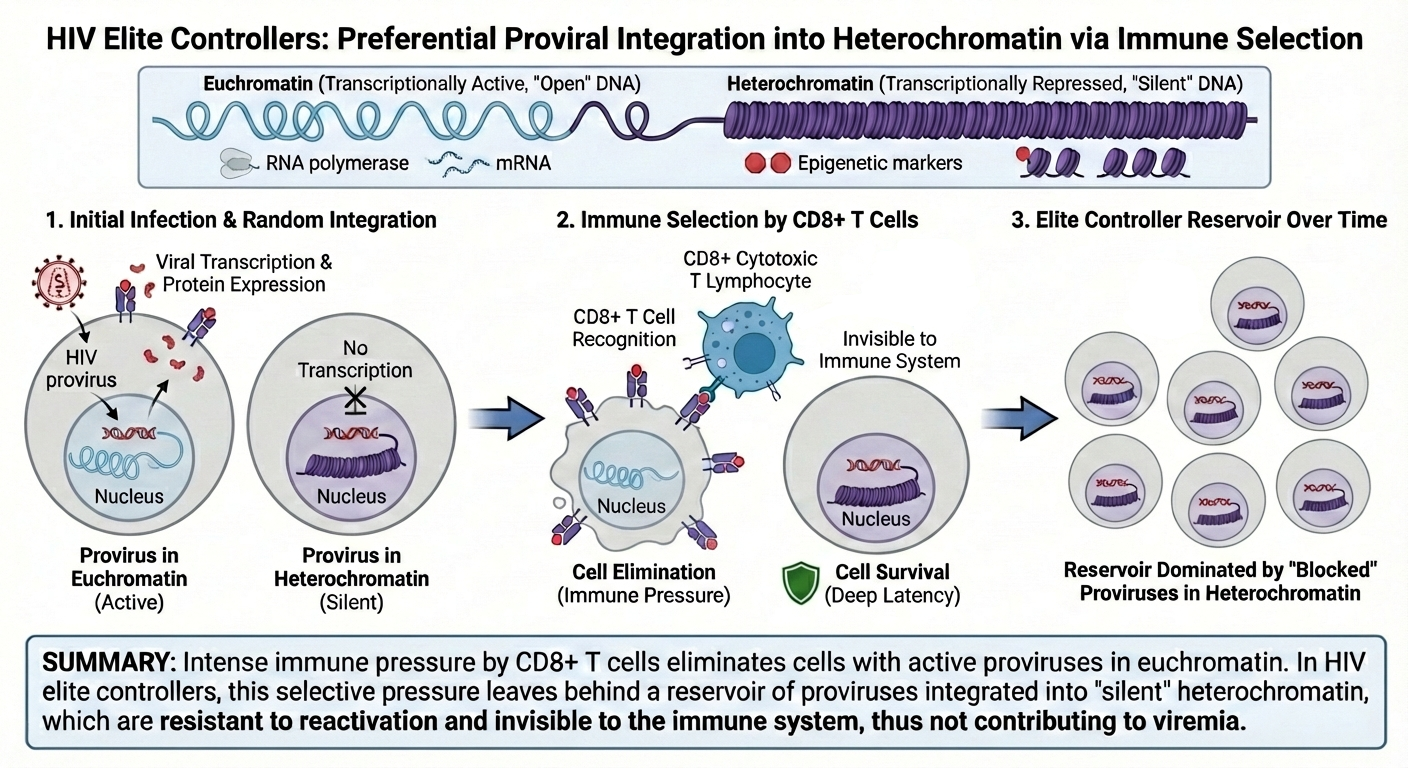 HIV Elite Controllers: Preferential Proviral Integration into Heterochromatin via Immune Selection
Euchromatin (Transcriptionally Active, "Open" DNA)
Heterochromatin (Transcriptionally Repressed, "Silent" DNA)
RNA polymerase
mRNA
Epigenetic markers
1. Initial Infection & Random Integration
Viral Transcription &
Protein Expression
HIV
provirus
Nucleus
No
Transcription
Nucleus
Provirus in
Euchromatin
(Active)
Provirus in
Heterochromatin
(Silent)
2. Immune Selection by CD8+ T Cells
CD8+ Cytotoxic
T Lymphocyte
CD8+ T Cell
Recognition
Invisible to
Immune System
Nucleus
Nucleus
Cell Elimination
(Immune Pressure)
Cell Survival
(Deep Latency)
3. Elite Controller Reservoir Over Time
Reservoir Dominated by "Blocked"
Proviruses in Heterochromatin
SUMMARY: Intense immune pressure by CD8+ T cells eliminates cells with active proviruses in euchromatin. In HIV
elite controllers, this selective pressure leaves behind a reservoir of proviruses integrated into "silent" heterochromatin,
which are resistant to reactivation and invisible to the immune system, thus not contributing to viremia.